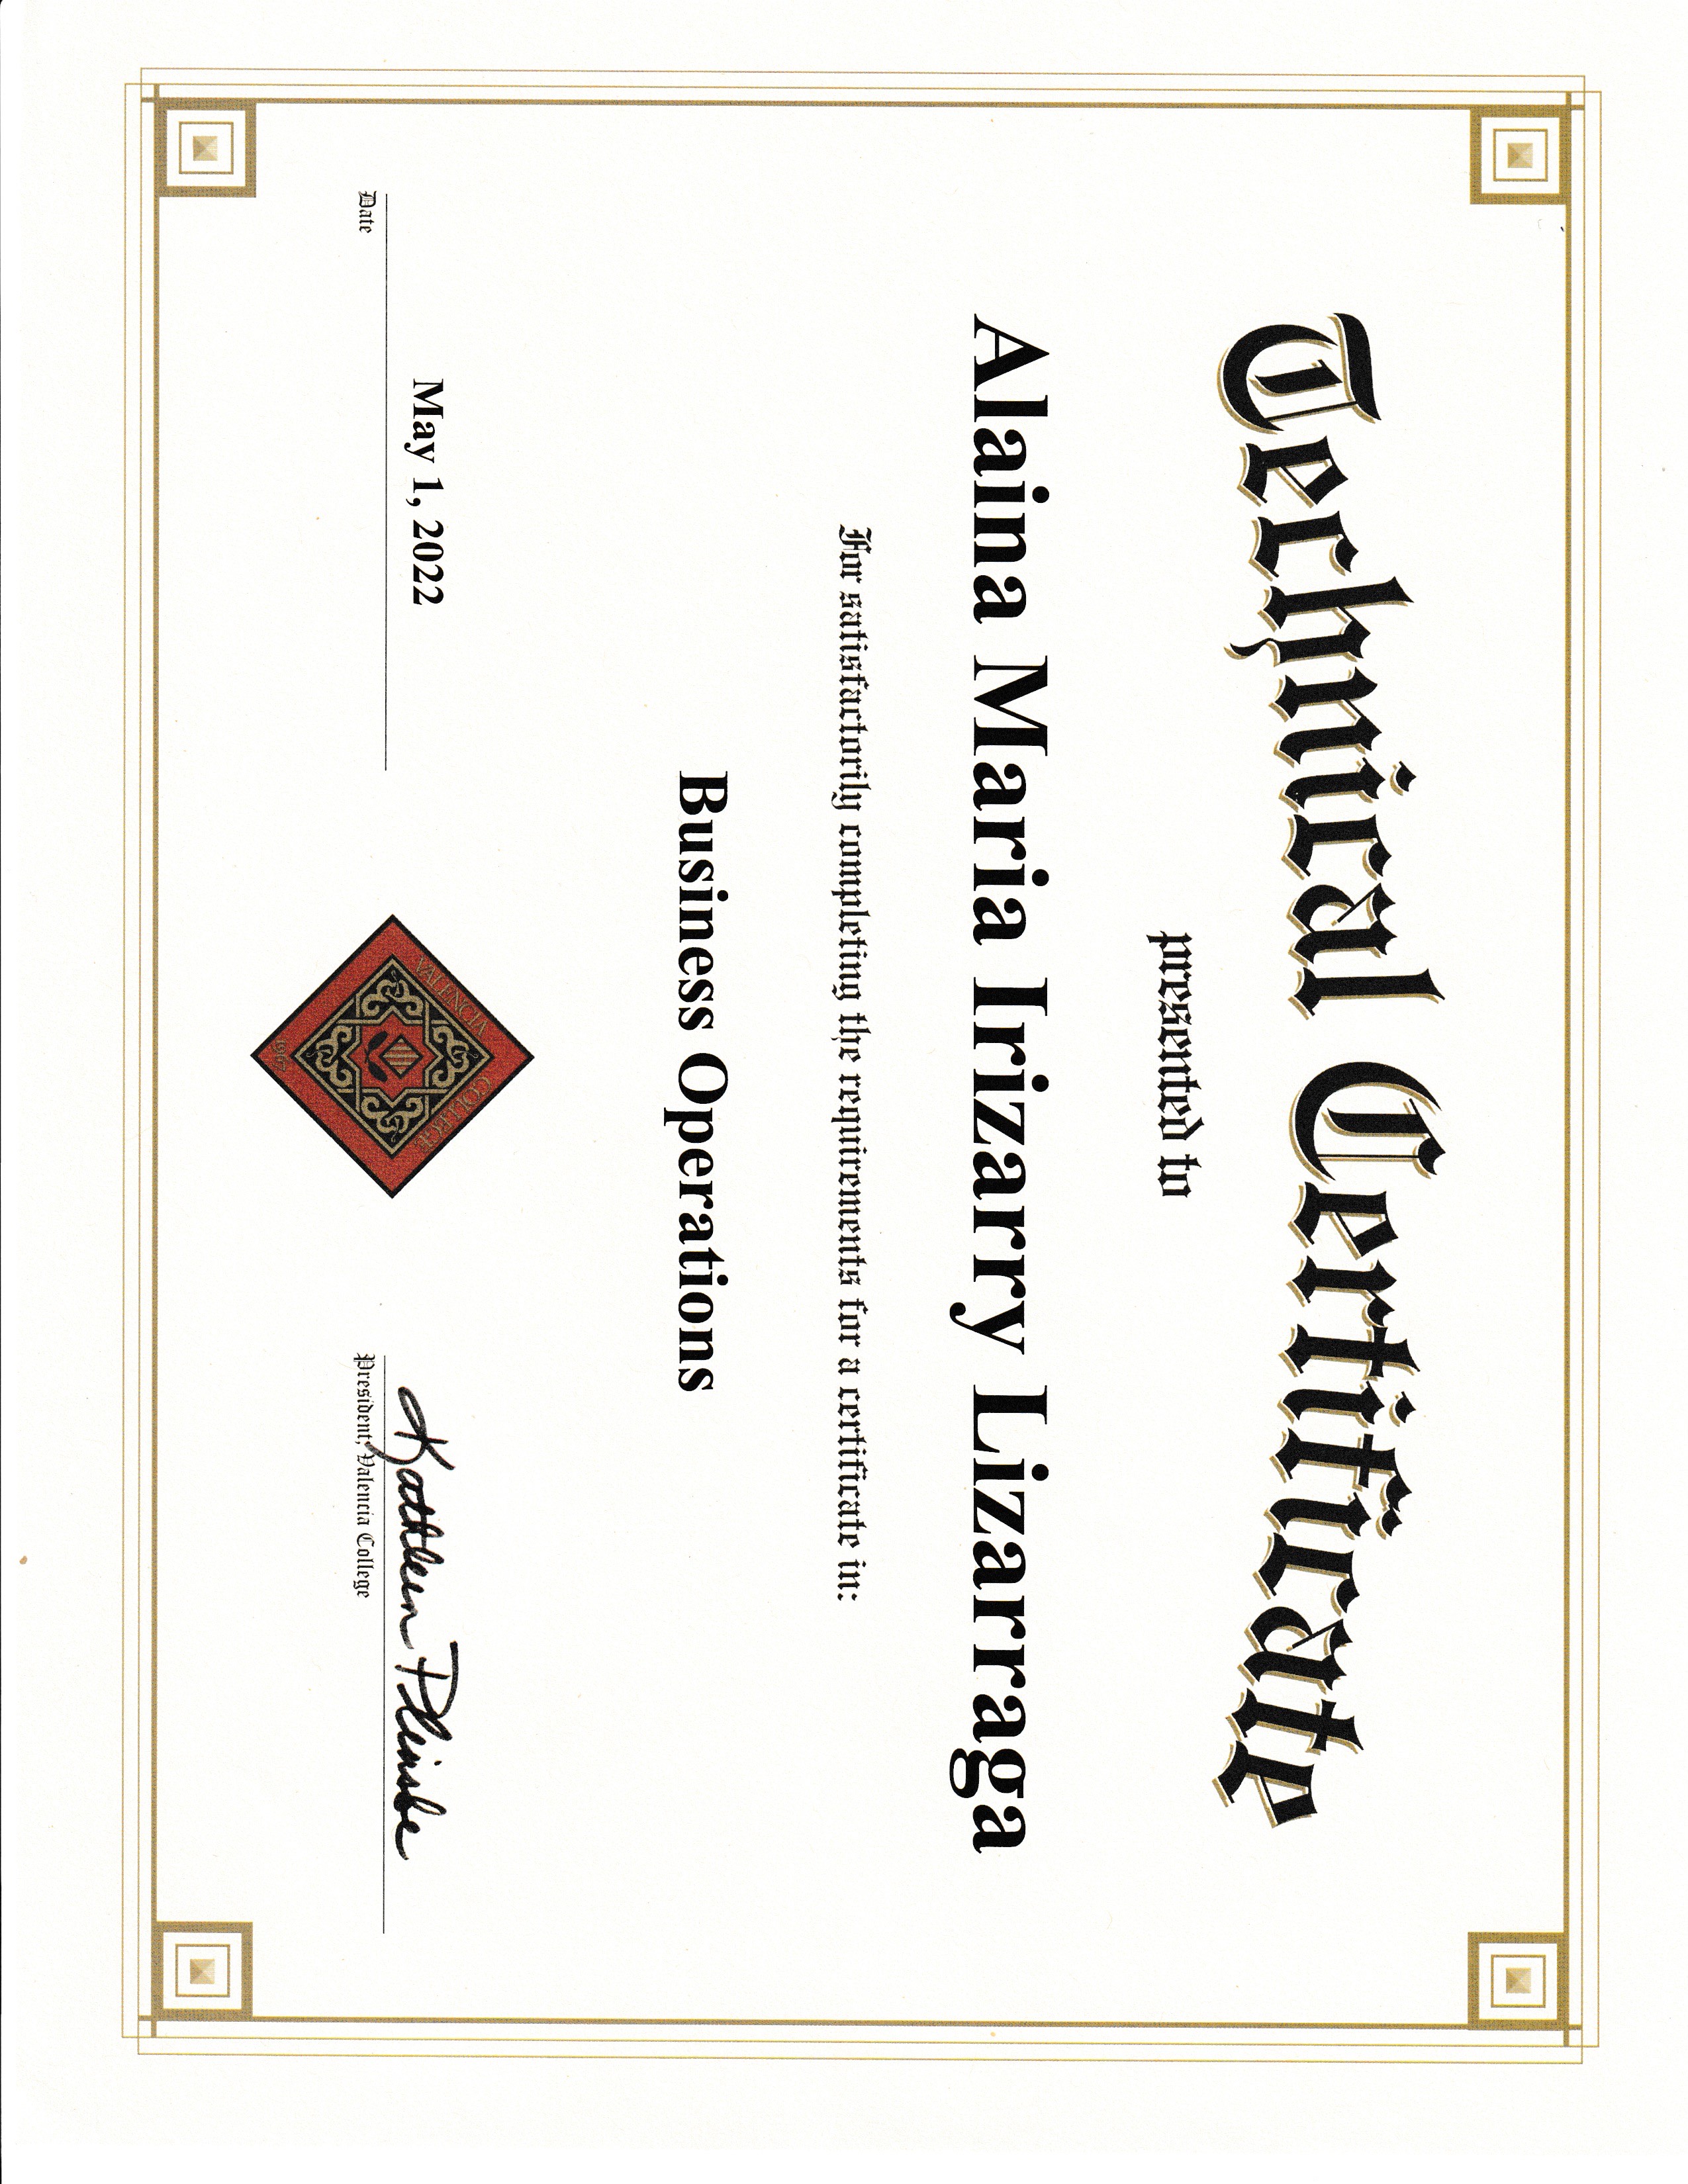 Technical Certificate
presented to
Alaina Maria Irizarry Lizarraga
For satisfactorily completing the requirements for a certificate in:
Business Operations
VALENCIA COLLEGE
1967
May 1, 2022
Kathleen Plinske
Date
President, Valencia College